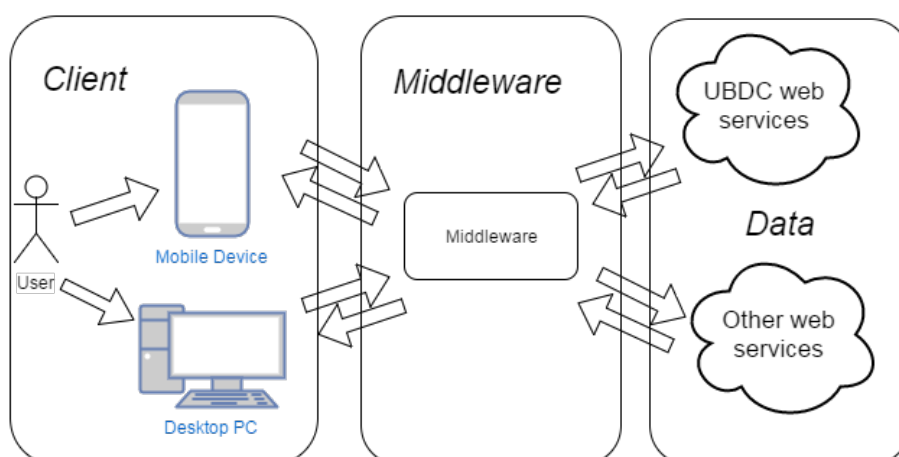 Client
Middleware
UBDC web
services
Mobile Device
Middleware
Data
User
Other web
services
Desktop PC